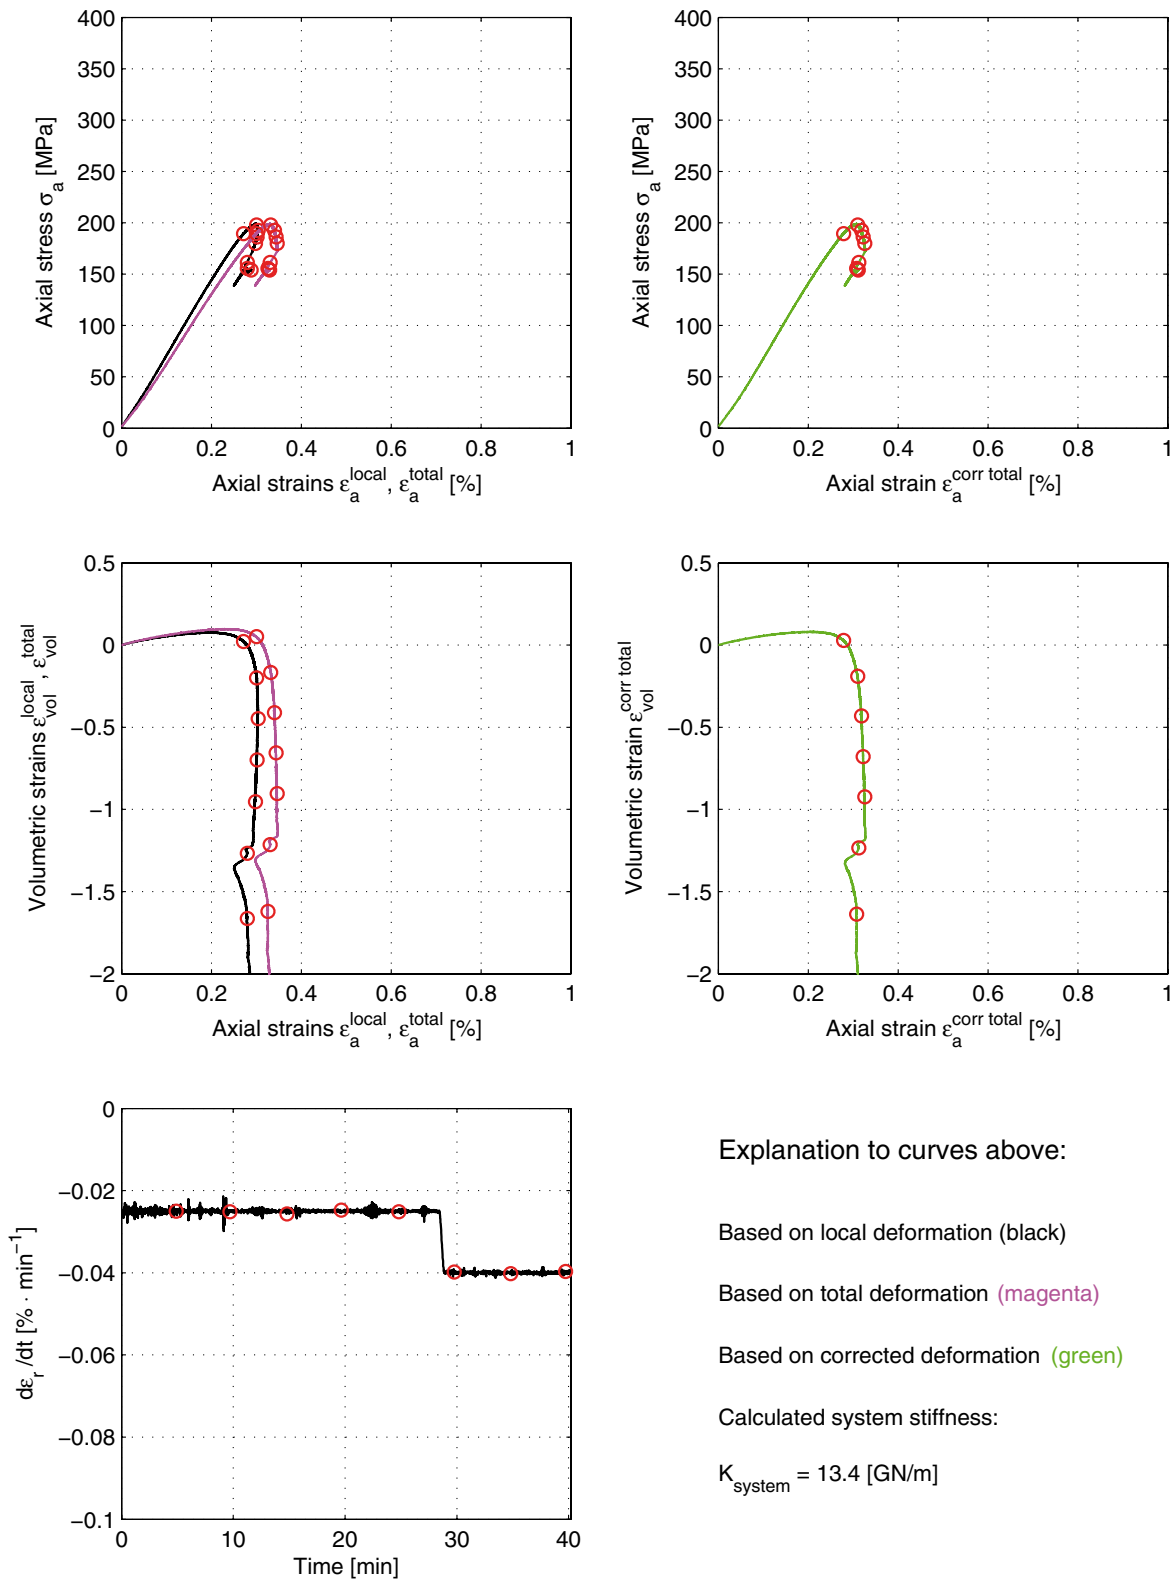 400
350
300
250
200
150
100
50
0
0 0.2 0.4 0.6 0.8 1
Axial stress σa [MPa]
Axial strains εa^local, εa^total [%]
400
350
300
250
200
150
100
50
0
0 0.2 0.4 0.6 0.8 1
Axial stress σa [MPa]
Axial strain εa^corr total [%]
0.5
0
−0.5
−1
−1.5
−2
0 0.2 0.4 0.6 0.8 1
Volumetric strains εvol^local, εvol^total
Axial strains εa^local, εa^total [%]
0.5
0
−0.5
−1
−1.5
−2
0 0.2 0.4 0.6 0.8 1
Volumetric strain εvol^corr total
Axial strain εa^corr total [%]
0
−0.02
−0.04
−0.06
−0.08
−0.1
0 10 20 30 40
dεr/dt [% · min−1]
Time [min]
Explanation to curves above:
Based on local deformation (black)
Based on total deformation (magenta)
Based on corrected deformation (green)
Calculated system stiffness:
Ksystem = 13.4 [GN/m]